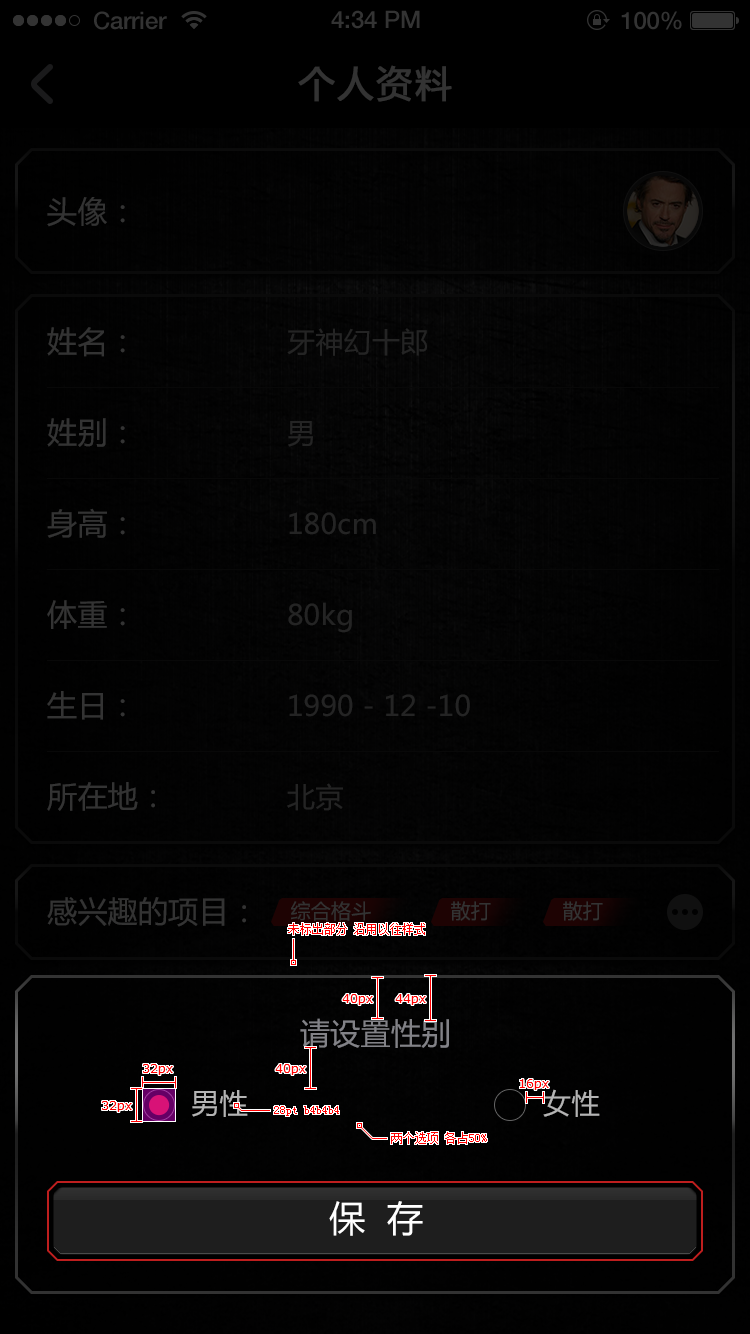 Carrier 4:34 PM 100%
个人资料
头像：
姓名： 牙神幻十郎
姓别： 男
身高： 180cm
体重： 80kg
生日： 1990 - 12 -10
所在地： 北京
感兴趣的项目： 综合格斗 散打 散打
未标出部分 沿用以往样式
40px 44px
请设置性别
32px 40px
32px 男性 28pt b4b4b4 16px 女性
两个选项 各占50%
保 存